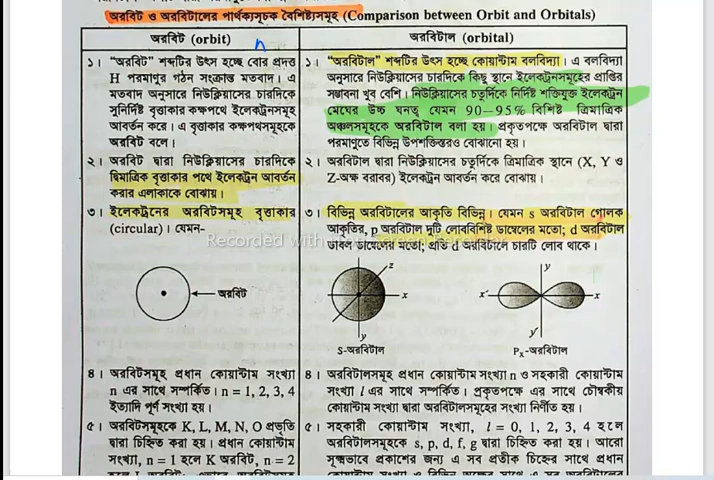 অরবিট ও অরবিটালের পার্থক্যসূচক বৈশিষ্ট্যসমূহ (Comparison between Orbit and Orbitals)
অরবিট (orbit)
n
১। “অরবিট” শব্দটির উৎস হচ্ছে বোর প্রদত্ত
H পরমাণুর গঠন সংক্রান্ত মতবাদ। এ
মতবাদ অনুসারে নিউক্লিয়াসের চারদিকে
সুনির্দিষ্ট বৃত্তাকার কক্ষপথে ইলেকট্রনসমূহ
আবর্তন করে। এ বৃত্তাকার কক্ষপথসমূহকে
অরবিট বলে।
২। অরবিট দ্বারা নিউক্লিয়াসের চারদিকে
দ্বিমাত্রিক বৃত্তাকার পথে ইলেকট্রন আবর্তন
করার এলাকাকে বোঝায়।
৩। ইলেকট্রনের অরবিটসমূহ বৃত্তাকার
(circular)। যেমন-
অরবিট
৪। অরবিটসমূহ প্রধান কোয়ান্টাম সংখ্যা
n এর সাথে সম্পর্কিত। n = 1, 2, 3, 4
ইত্যাদি পূর্ণ সংখ্যা হয়।
৫। অরবিটসমূহকে K, L, M, N, O প্রভৃতি
দ্বারা চিহ্নিত করা হয়। প্রধান কোয়ান্টাম
সংখ্যা, n = 1 হলে K অরবিট, n = 2
অরবিটাল (orbital)
১। “অরবিটাল” শব্দটির উৎস হচ্ছে কোয়ান্টাম বলবিদ্যা। এ বলবিদ্যা
অনুসারে নিউক্লিয়াসের চারদিকে কিছু স্থানে ইলেকট্রনসমূহের প্রাপ্তির
সম্ভাবনা খুব বেশি। নিউক্লিয়াসের চতুর্দিকে নির্দিষ্ট শক্তিযুক্ত ইলেকট্রন
মেঘের উচ্চ ঘনত্ব যেমন 90–95% বিশিষ্ট ত্রিমাত্রিক
অঞ্চলসমূহকে অরবিটাল বলা হয়। প্রকৃতপক্ষে অরবিটাল দ্বারা
পরমাণুতে বিভিন্ন উপশক্তিস্তরও বোঝানো হয়।
২। অরবিটাল দ্বারা নিউক্লিয়াসের চতুর্দিকে ত্রিমাত্রিক স্থানে (X, Y ও
Z-অক্ষ বরাবর) ইলেকট্রন আবর্তন করে বোঝায়।
৩। বিভিন্ন অরবিটালের আকৃতি বিভিন্ন। যেমন s অরবিটাল গোলক
আকৃতির, p অরবিটাল দুটি লোববিশিষ্ট ডাম্বেলের মতো; d অরবিটাল
ডাবল ডাম্বেলের মতো; প্রতি d অরবিটালে চারটি লোব থাকে।
Recorded with
z
x
y
S-অরবিটাল
y
x'
x
y'
Px-অরবিটাল
৪। অরবিটালসমূহ প্রধান কোয়ান্টাম সংখ্যা n ও সহকারী কোয়ান্টাম
সংখ্যা l এর সাথে সম্পর্কিত। প্রকৃতপক্ষে এর সাথে চৌম্বকীয়
কোয়ান্টাম সংখ্যা দ্বারা অরবিটালসমূহের সংখ্যা নির্ণীত হয়।
৫। সহকারী কোয়ান্টাম সংখ্যা, l = 0, 1, 2, 3, 4 হলে
অরবিটালসমূহকে s, p, d, f, g দ্বারা চিহ্নিত করা হয়। আরো
সূক্ষ্মভাবে প্রকাশের জন্য এ সব প্রতীক চিহ্নের সাথে প্রধান